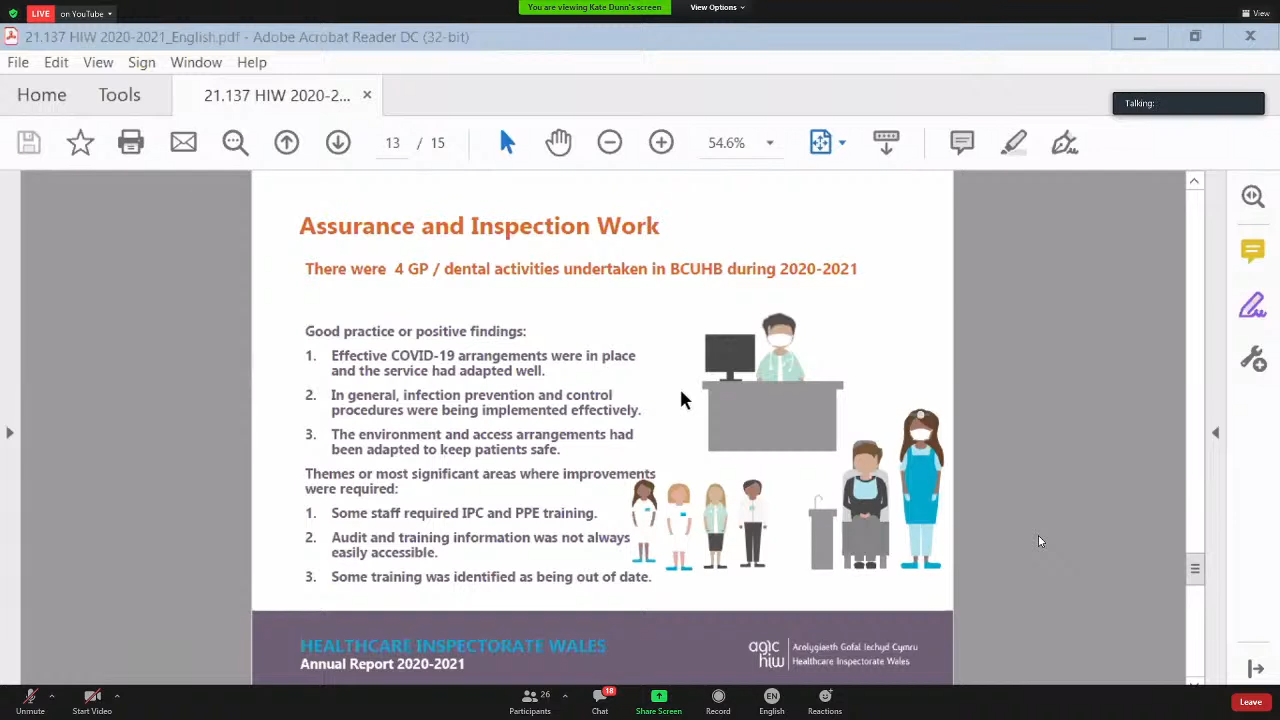 LIVE on YouTube
You are viewing Kate Dunn's screen
View Options
View
21.137 HIW 2020-2021_English.pdf - Adobe Acrobat Reader DC (32-bit)
File Edit View Sign Window Help
Home Tools 21.137 HIW 2020-2... ×
Talking:
13 / 15 54.6%
Assurance and Inspection Work
There were 4 GP / dental activities undertaken in BCUHB during 2020-2021
Good practice or positive findings:
1. Effective COVID-19 arrangements were in place
and the service had adapted well.
2. In general, infection prevention and control
procedures were being implemented effectively.
3. The environment and access arrangements had
been adapted to keep patients safe.
Themes or most significant areas where improvements
were required:
1. Some staff required IPC and PPE training.
2. Audit and training information was not always
easily accessible.
3. Some training was identified as being out of date.
HEALTHCARE INSPECTORATE WALES
Annual Report 2020-2021
agic Arolygiaeth Gofal Iechyd Cymru
hiw Healthcare Inspectorate Wales
26 18 EN
Unmute Start Video Participants Chat Share Screen Record English Reactions Leave